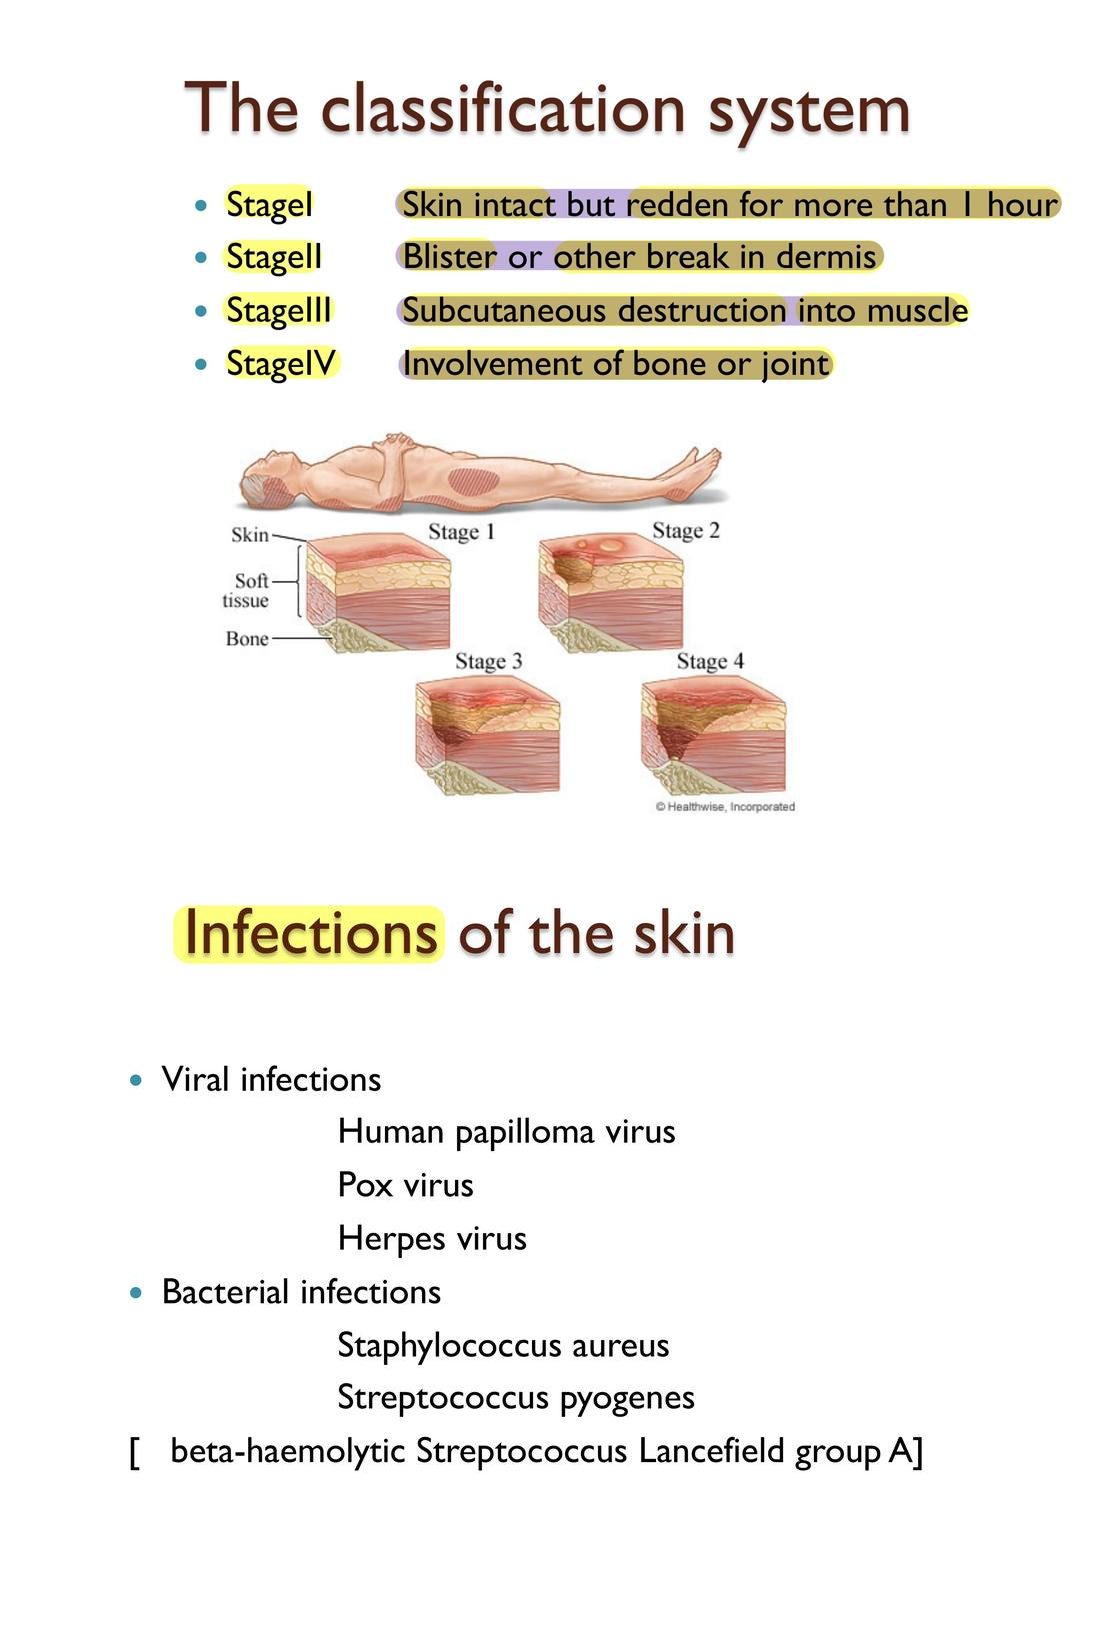 The classification system
• StageI Skin intact but redden for more than 1 hour
• StageII Blister or other break in dermis
• StageIII Subcutaneous destruction into muscle
• StageIV Involvement of bone or joint
Skin
Stage 1
Stage 2
Soft
tissue
Bone
Stage 3
Stage 4
© Healthwise, Incorporated
Infections of the skin
• Viral infections
Human papilloma virus
Pox virus
Herpes virus
• Bacterial infections
Staphylococcus aureus
Streptococcus pyogenes
[ beta-haemolytic Streptococcus Lancefield group A]